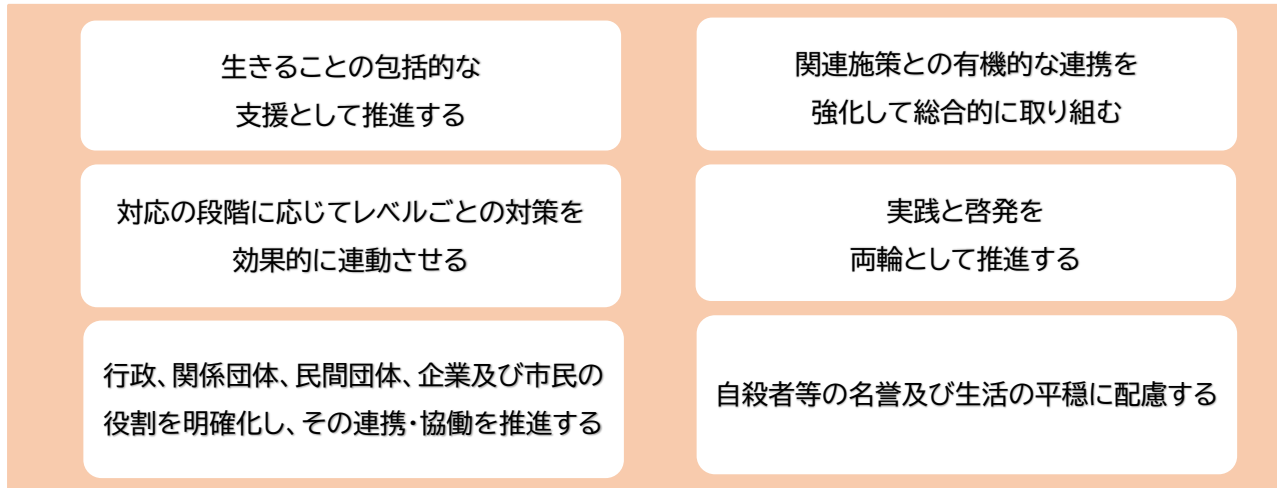 生きることの包括的な
支援として推進する
関連施策との有機的な連携を
強化して総合的に取り組む
対応の段階に応じてレベルごとの対策を
効果的に連動させる
実践と啓発を
両輪として推進する
行政、関係団体、民間団体、企業及び市民の
役割を明確化し、その連携・協働を推進する
自殺者等の名誉及び生活の平穏に配慮する